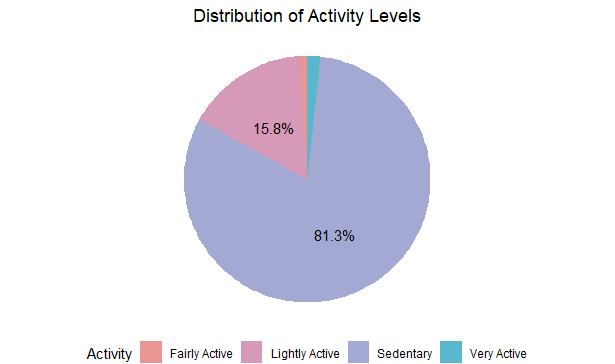 Distribution of Activity Levels
15.8%
81.3%
Activity Fairly Active Lightly Active Sedentary Very Active